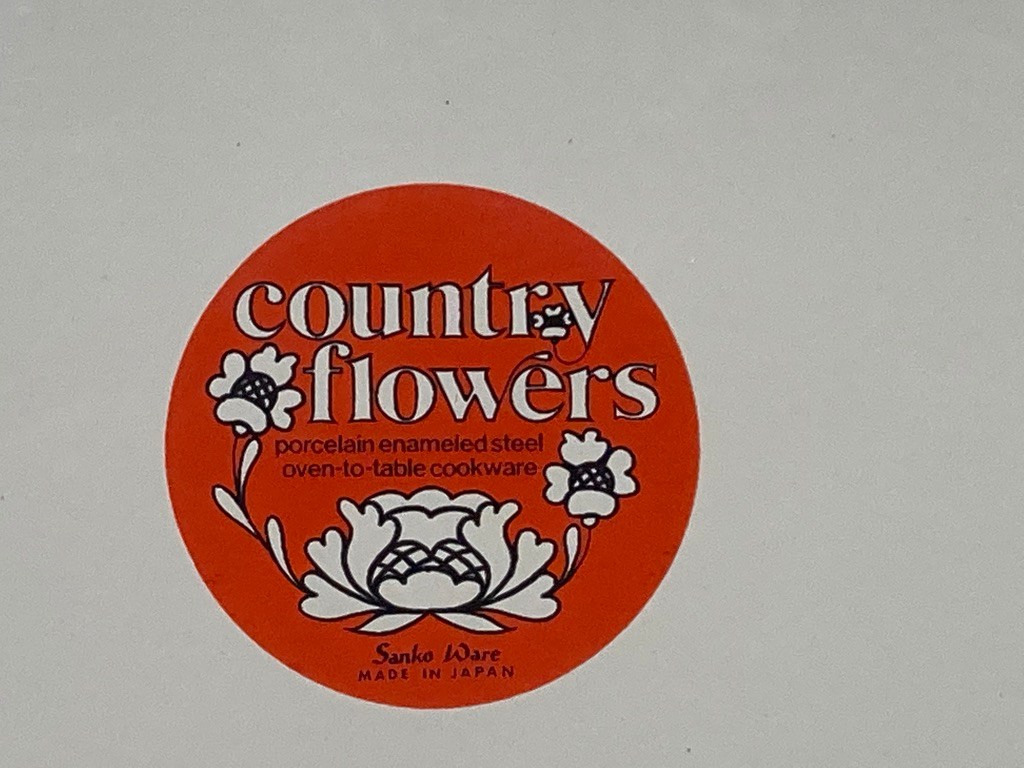 country
flowers
porcelain enameled steel
oven-to-table cookware
Sanko Ware
MADE IN JAPAN